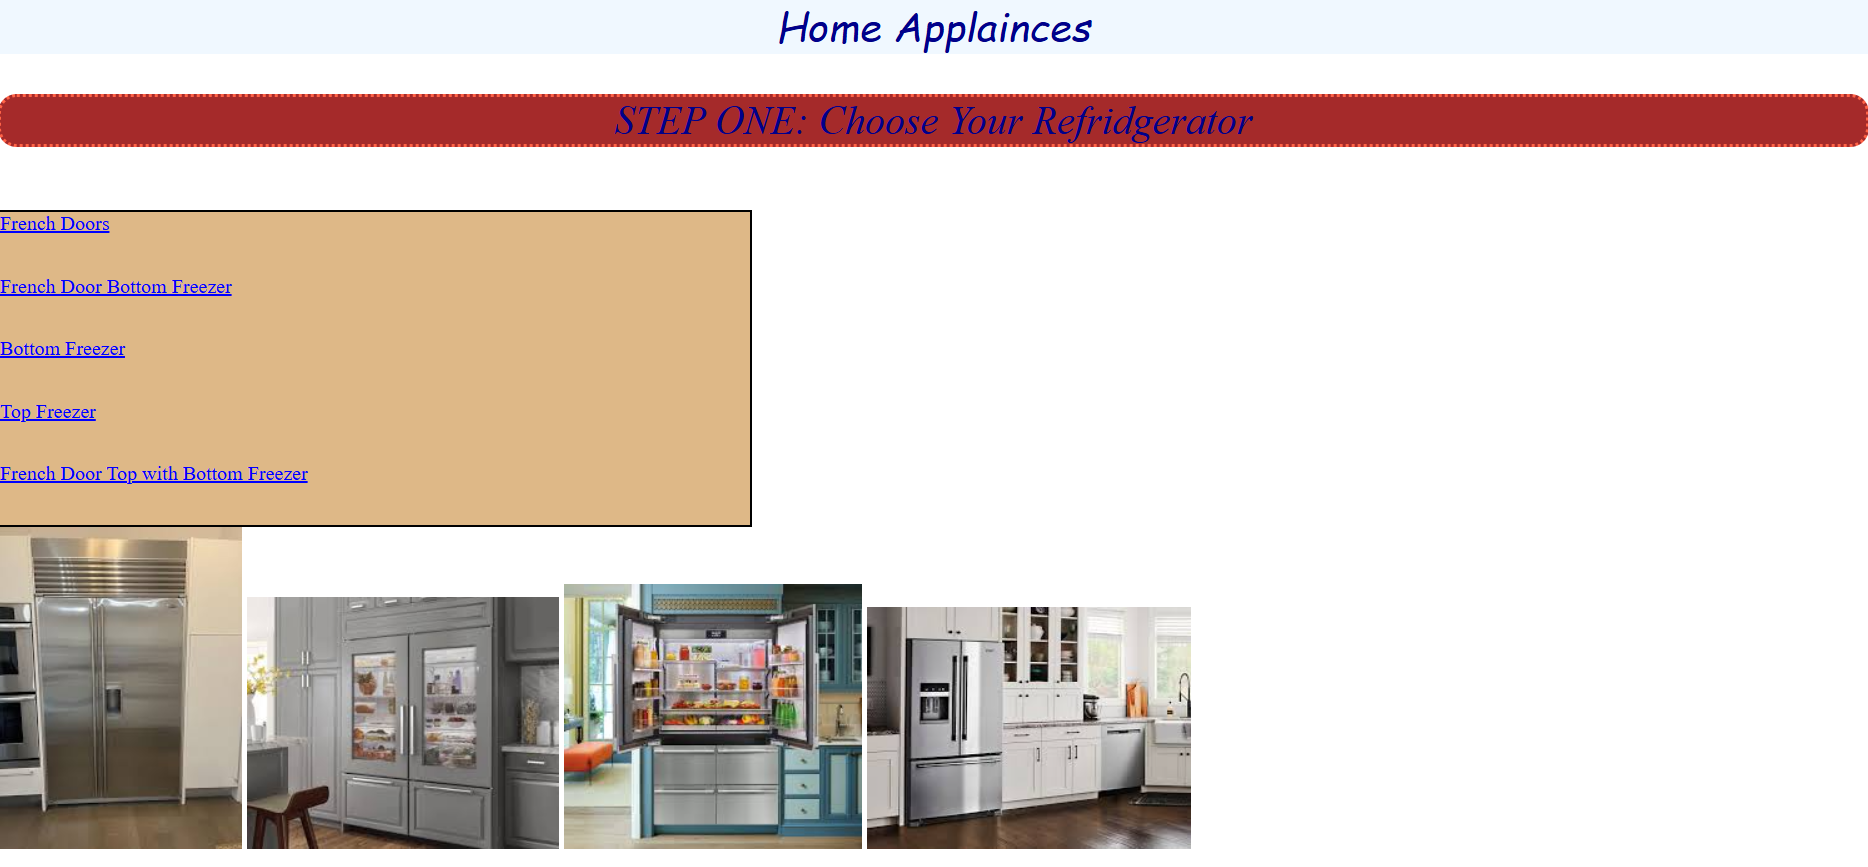 Home Applainces
STEP ONE: Choose Your Refridgerator
French Doors
French Door Bottom Freezer
Bottom Freezer
Top Freezer
French Door Top with Bottom Freezer